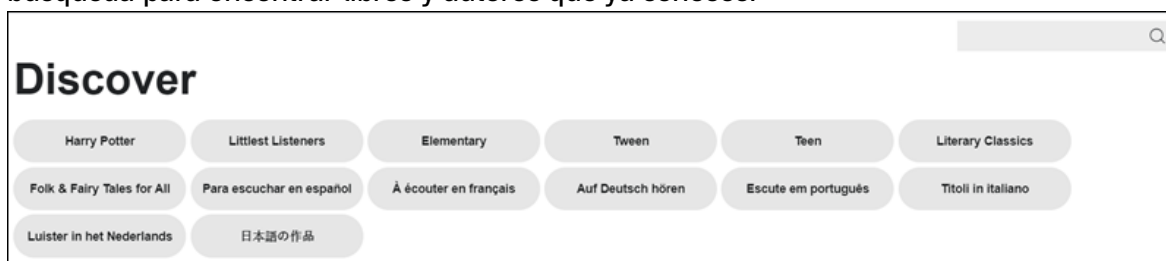 búsqueda para encontrar libros y autores que ya conoces.
Discover
Harry Potter Littlest Listeners Elementary Tween Teen Literary Classics
Folk & Fairy Tales for All Para escuchar en español À écouter en français Auf Deutsch hören Escute em português Titoli in italiano
Luister in het Nederlands 日本語の作品